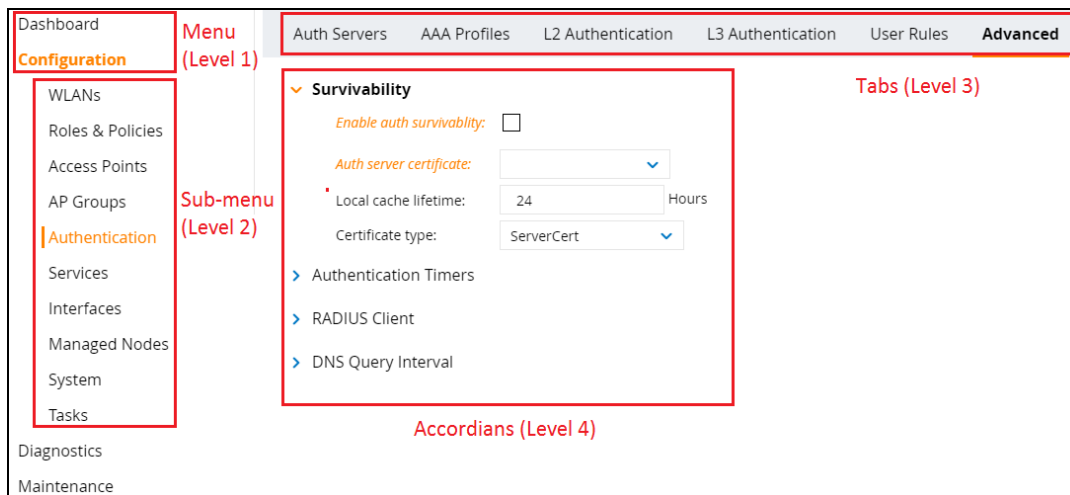 Dashboard
Configuration
Menu
(Level 1)
WLANs
Roles & Policies
Access Points
AP Groups
Authentication
Services
Interfaces
Managed Nodes
System
Tasks
Sub-menu
(Level 2)
Diagnostics
Maintenance
Auth Servers AAA Profiles L2 Authentication L3 Authentication User Rules Advanced
Tabs (Level 3)
Survivability
Enable auth survivablity:
Auth server certificate:
Local cache lifetime: 24 Hours
Certificate type: ServerCert
Authentication Timers
RADIUS Client
DNS Query Interval
Accordians (Level 4)